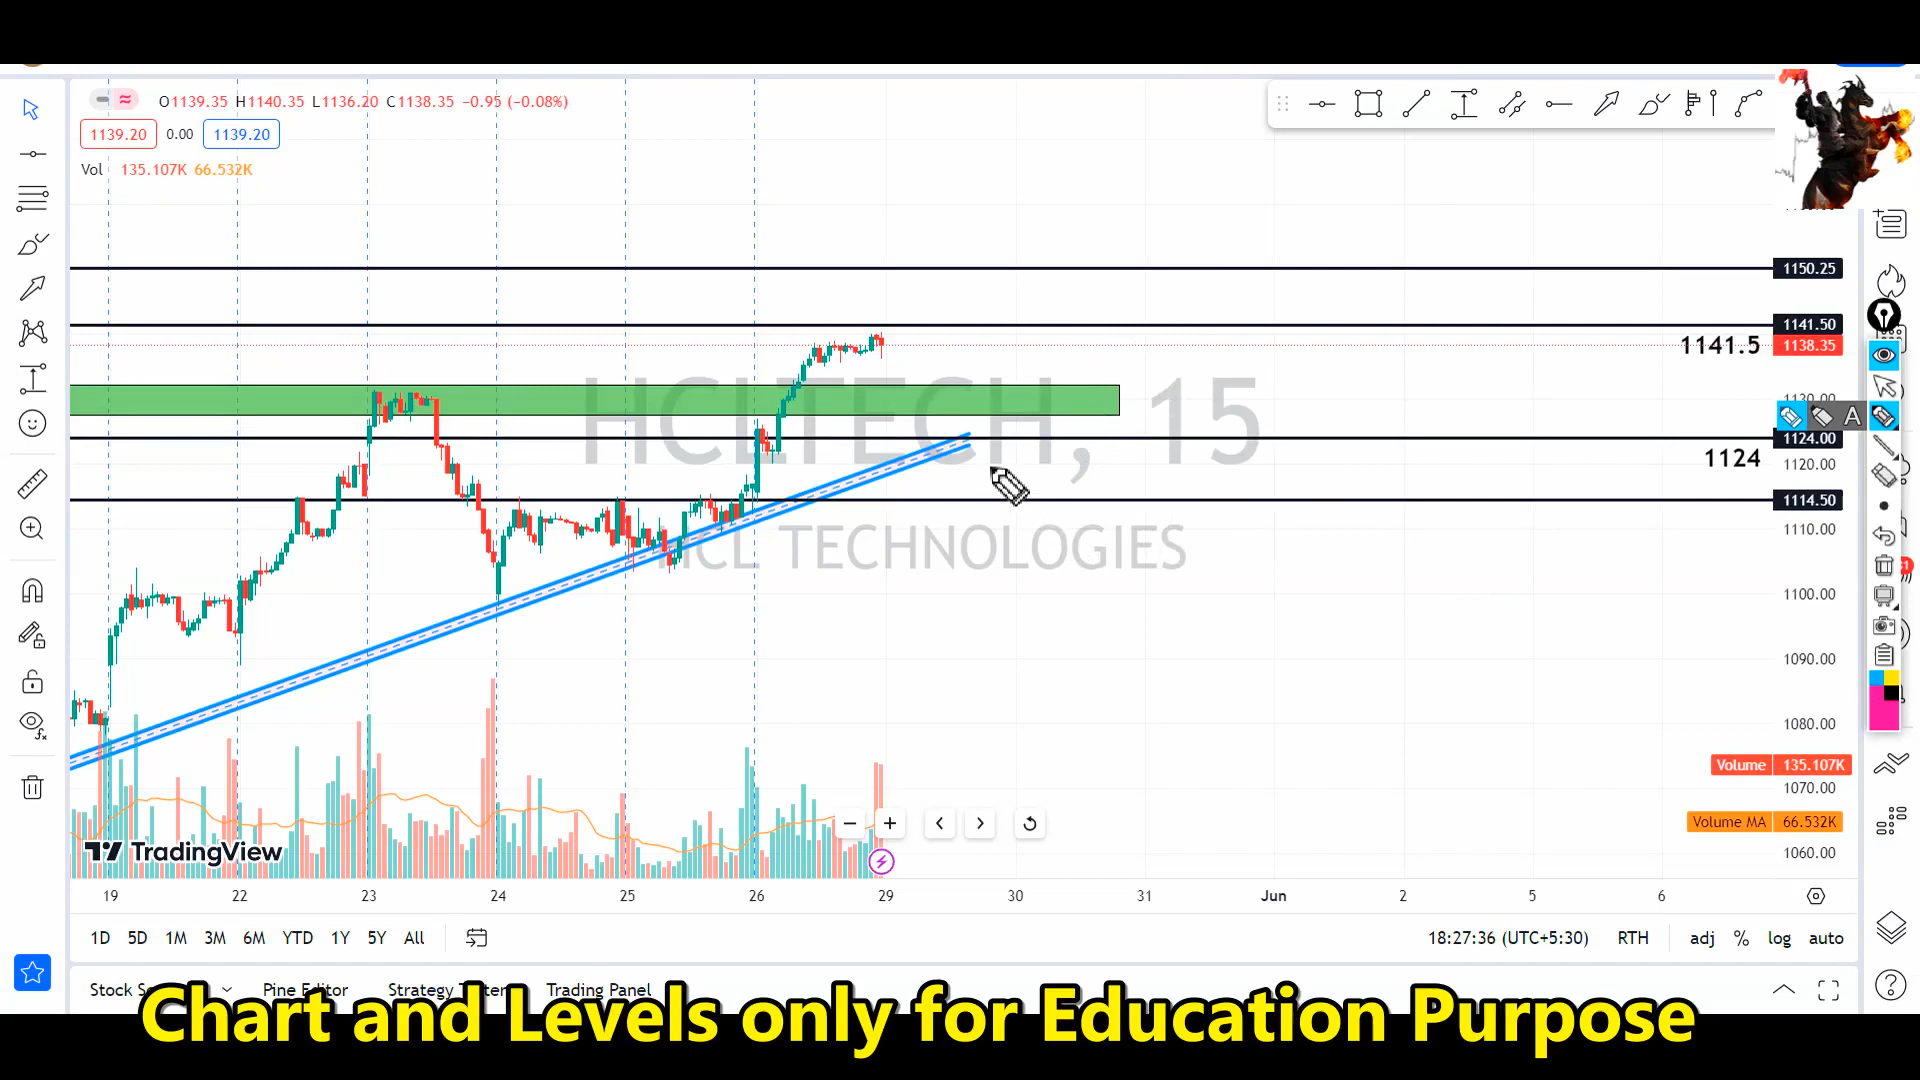 O1139.35 H1140.35 L1136.20 C1138.35 −0.95 (−0.08%)
1139.20 0.00 1139.20
Vol 135.107K 66.532K
1150.25
1141.50
1141.5 1138.35
HCLTECH, 15
A
1124.00
1124 1120.00
1114.50
1110.00
HCL TECHNOLOGIES
1100.00
1090.00
1080.00
Volume 135.107K
1070.00
Volume MA 66.532K
TradingView
1060.00
19 22 23 24 25 26 29 30 31 Jun 2 5 6
1D 5D 1M 3M 6M YTD 1Y 5Y All
18:27:36 (UTC+5:30) RTH adj % log auto
Stock Pine Editor Strategy Trading Panel
Chart and Levels only for Education Purpose